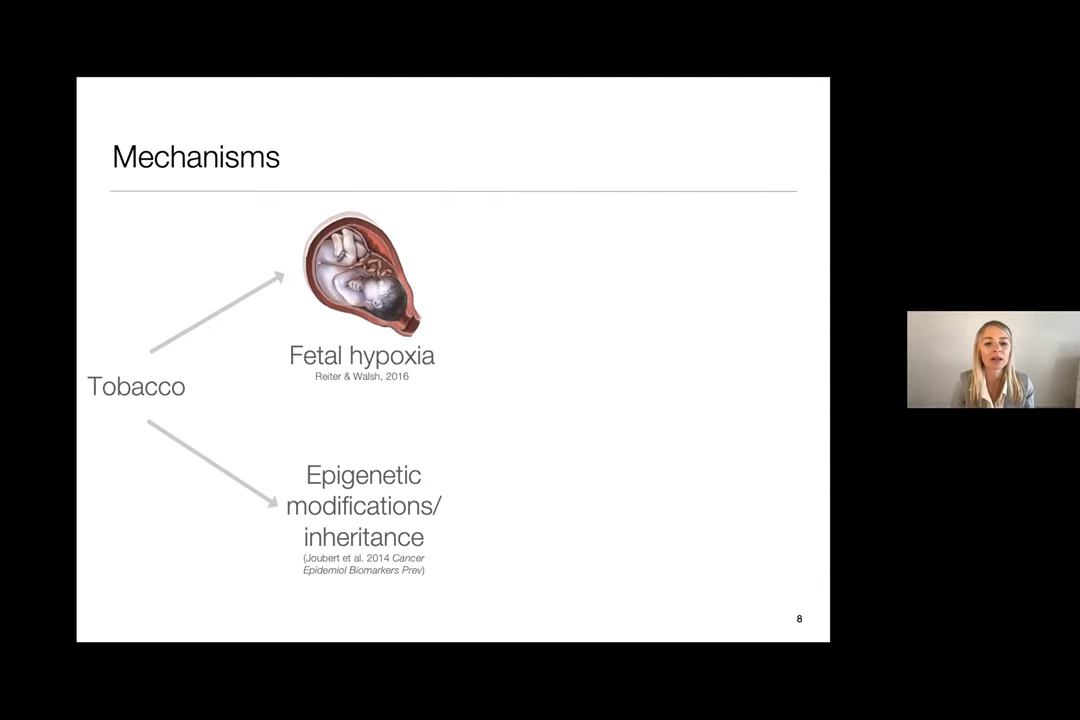 Mechanisms
Fetal hypoxia
Reiter & Walsh, 2016
Tobacco
Epigenetic
modifications/
inheritance
(Joubert et al. 2014 Cancer
Epidemiol Biomarkers Prev)
8